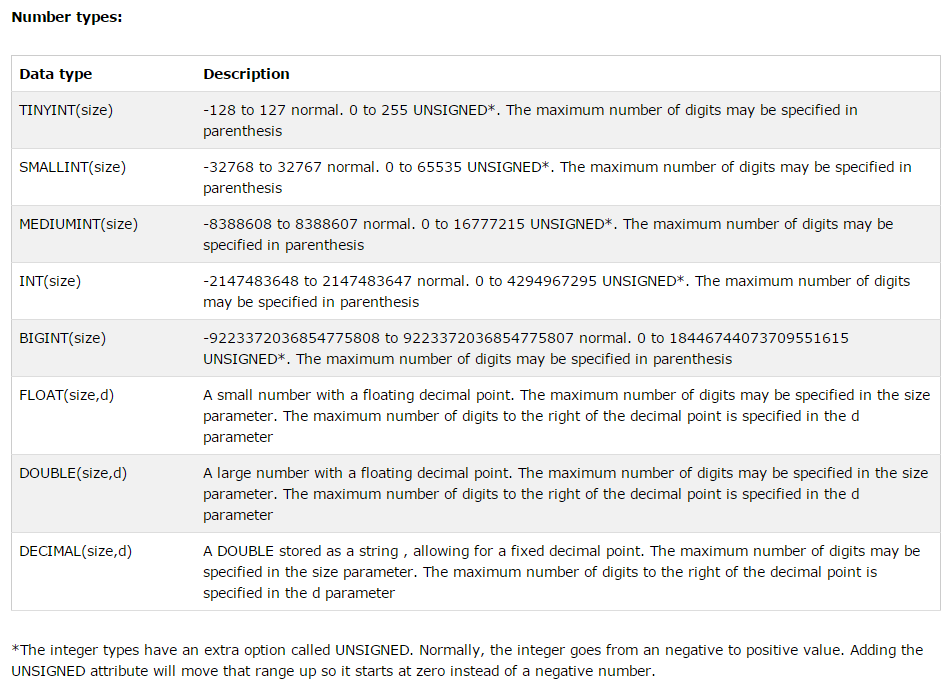 Number types:
Data type Description
TINYINT(size) -128 to 127 normal. 0 to 255 UNSIGNED*. The maximum number of digits may be specified in
parenthesis
SMALLINT(size) -32768 to 32767 normal. 0 to 65535 UNSIGNED*. The maximum number of digits may be specified in
parenthesis
MEDIUMINT(size) -8388608 to 8388607 normal. 0 to 16777215 UNSIGNED*. The maximum number of digits may be
specified in parenthesis
INT(size) -2147483648 to 2147483647 normal. 0 to 4294967295 UNSIGNED*. The maximum number of digits
may be specified in parenthesis
BIGINT(size) -9223372036854775808 to 9223372036854775807 normal. 0 to 18446744073709551615
UNSIGNED*. The maximum number of digits may be specified in parenthesis
FLOAT(size,d) A small number with a floating decimal point. The maximum number of digits may be specified in the size
parameter. The maximum number of digits to the right of the decimal point is specified in the d
parameter
DOUBLE(size,d) A large number with a floating decimal point. The maximum number of digits may be specified in the size
parameter. The maximum number of digits to the right of the decimal point is specified in the d
parameter
DECIMAL(size,d) A DOUBLE stored as a string , allowing for a fixed decimal point. The maximum number of digits may be
specified in the size parameter. The maximum number of digits to the right of the decimal point is
specified in the d parameter
*The integer types have an extra option called UNSIGNED. Normally, the integer goes from an negative to positive value. Adding the
UNSIGNED attribute will move that range up so it starts at zero instead of a negative number.